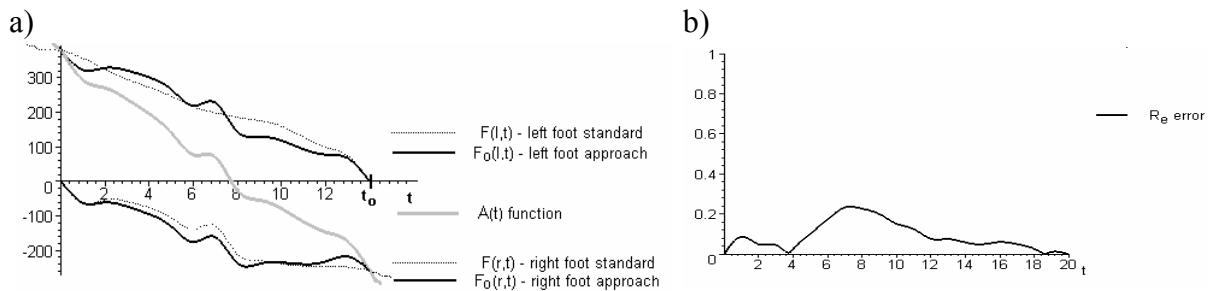 a)
300
200
100
0
-100
-200
2
4
6
8
10
12
t₀
t
F(l,t) - left foot standard
F₀(l,t) - left foot approach
A(t) function
F(r,t) - right foot standard
F₀(r,t) - right foot approach
b)
1
0.8
0.6
0.4
0.2
0
2
4
6
8
10
12
14
16
18
20
t
Rₑ error